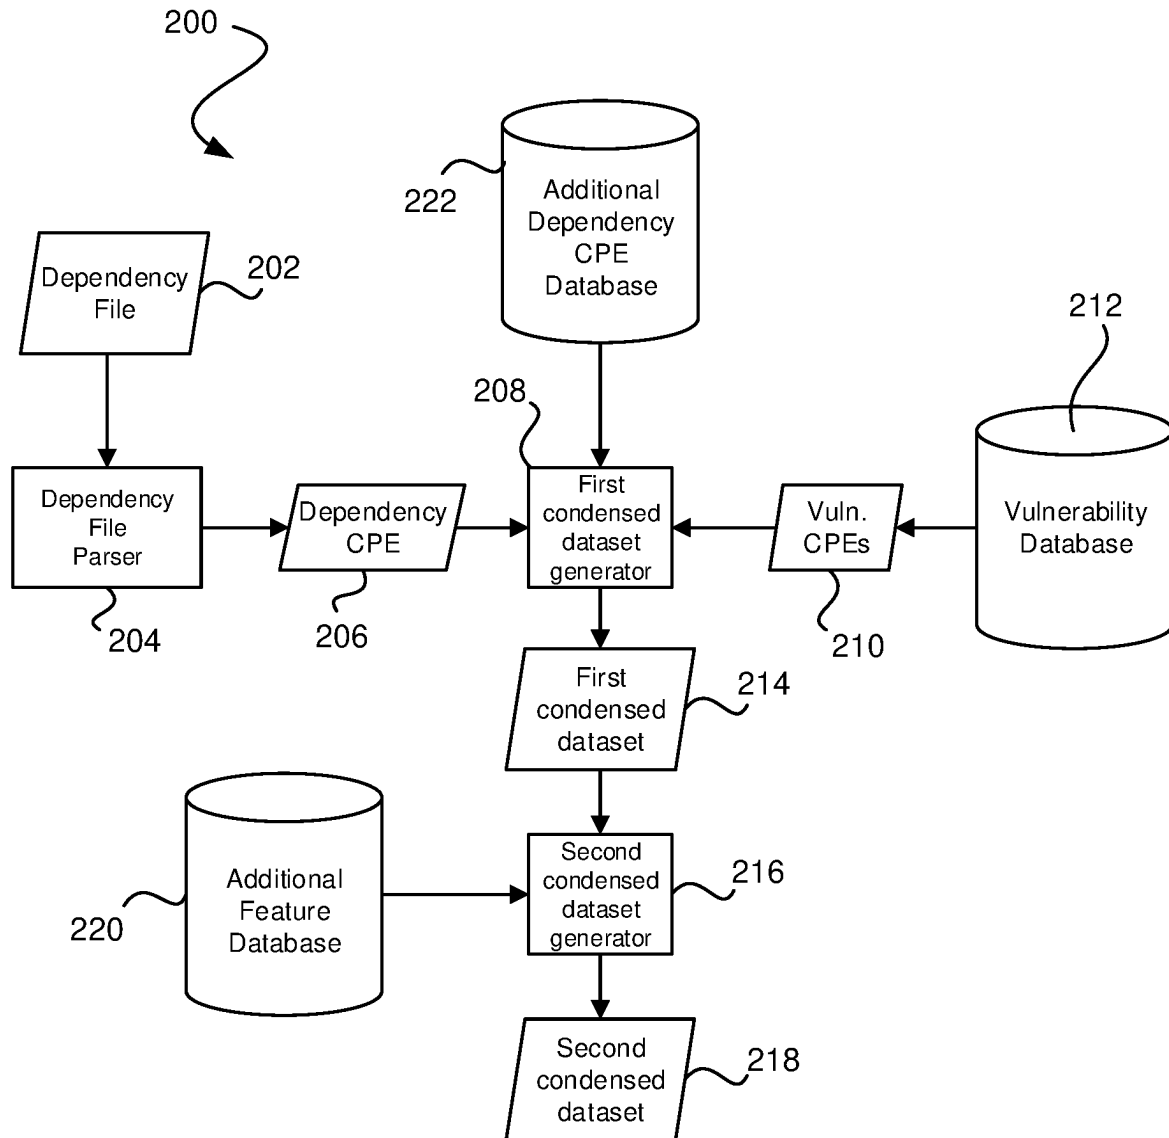 200
222
Additional
Dependency
CPE
Database
Dependency
File
202
212
208
Dependency
File
Parser
204
Dependency
CPE
206
First
condensed
dataset
generator
Vuln.
CPEs
210
Vulnerability
Database
First
condensed
dataset
214
Additional
Feature
Database
220
Second
condensed
dataset
generator
216
Second
condensed
dataset
218